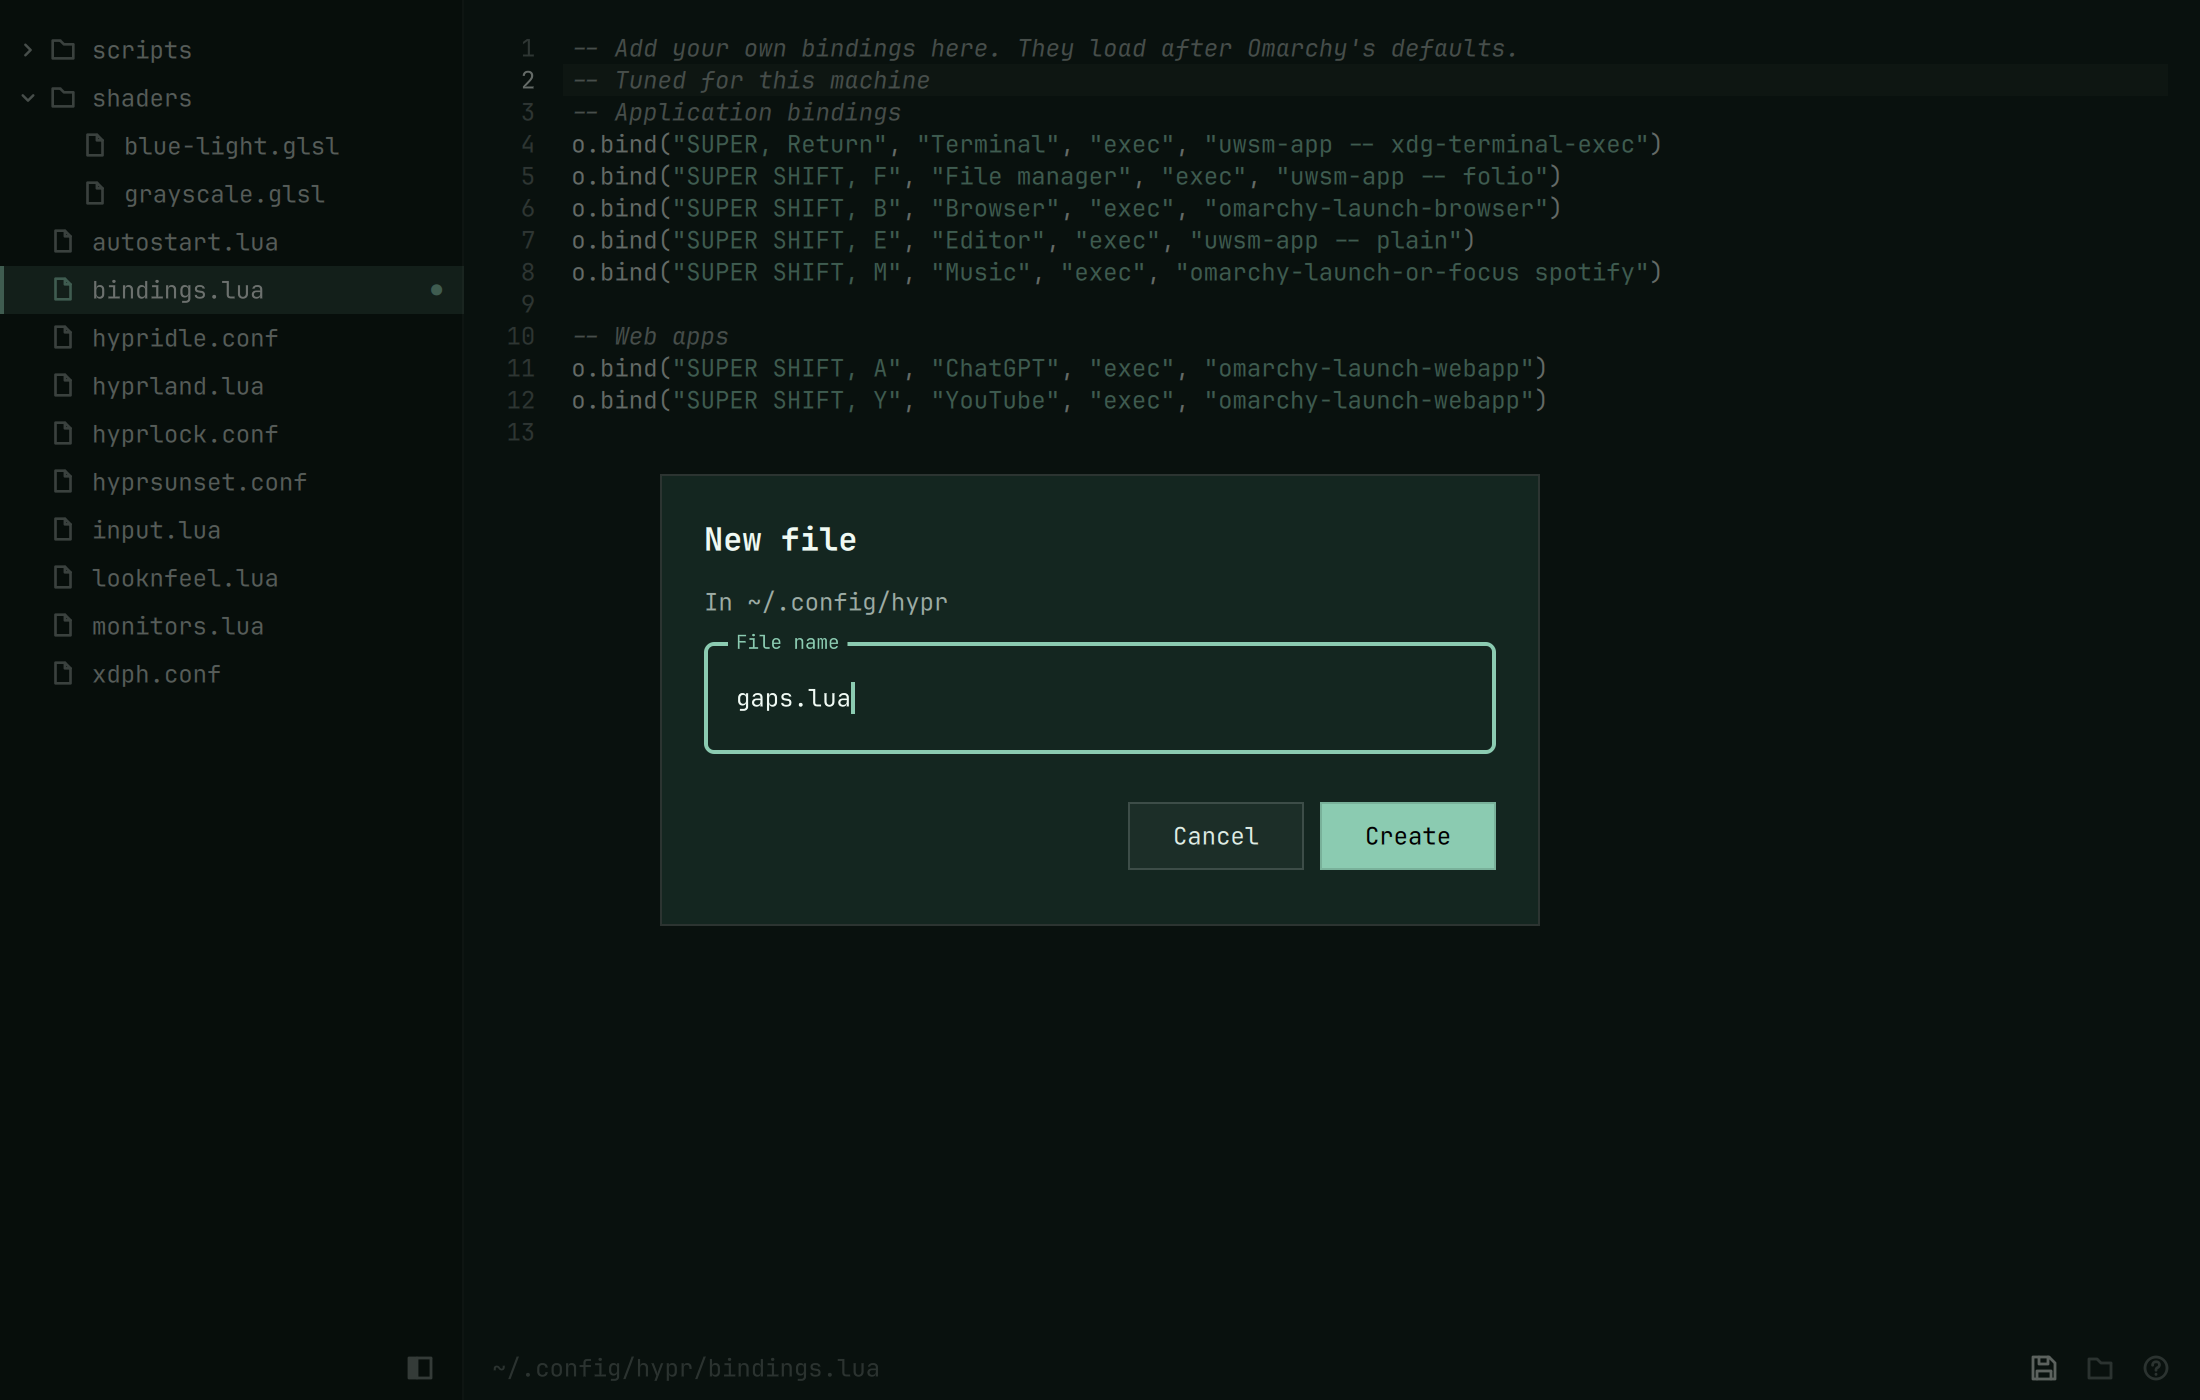 scripts
shaders
blue-light.glsl
grayscale.glsl
autostart.lua
bindings.lua
hypridle.conf
hyprland.lua
hyprlock.conf
hyprsunset.conf
input.lua
looknfeel.lua
monitors.lua
xdph.conf
1 -- Add your own bindings here. They load after Omarchy's defaults.
2 -- Tuned for this machine
3 -- Application bindings
4 o.bind("SUPER, Return", "Terminal", "exec", "uwsm-app -- xdg-terminal-exec")
5 o.bind("SUPER SHIFT, F", "File manager", "exec", "uwsm-app -- folio")
6 o.bind("SUPER SHIFT, B", "Browser", "exec", "omarchy-launch-browser")
7 o.bind("SUPER SHIFT, E", "Editor", "exec", "uwsm-app -- plain")
8 o.bind("SUPER SHIFT, M", "Music", "exec", "omarchy-launch-or-focus spotify")
9
10 -- Web apps
11 o.bind("SUPER SHIFT, A", "ChatGPT", "exec", "omarchy-launch-webapp")
12 o.bind("SUPER SHIFT, Y", "YouTube", "exec", "omarchy-launch-webapp")
13
New file
In ~/.config/hypr
File name
gaps.lua
Cancel
Create
~/.config/hypr/bindings.lua